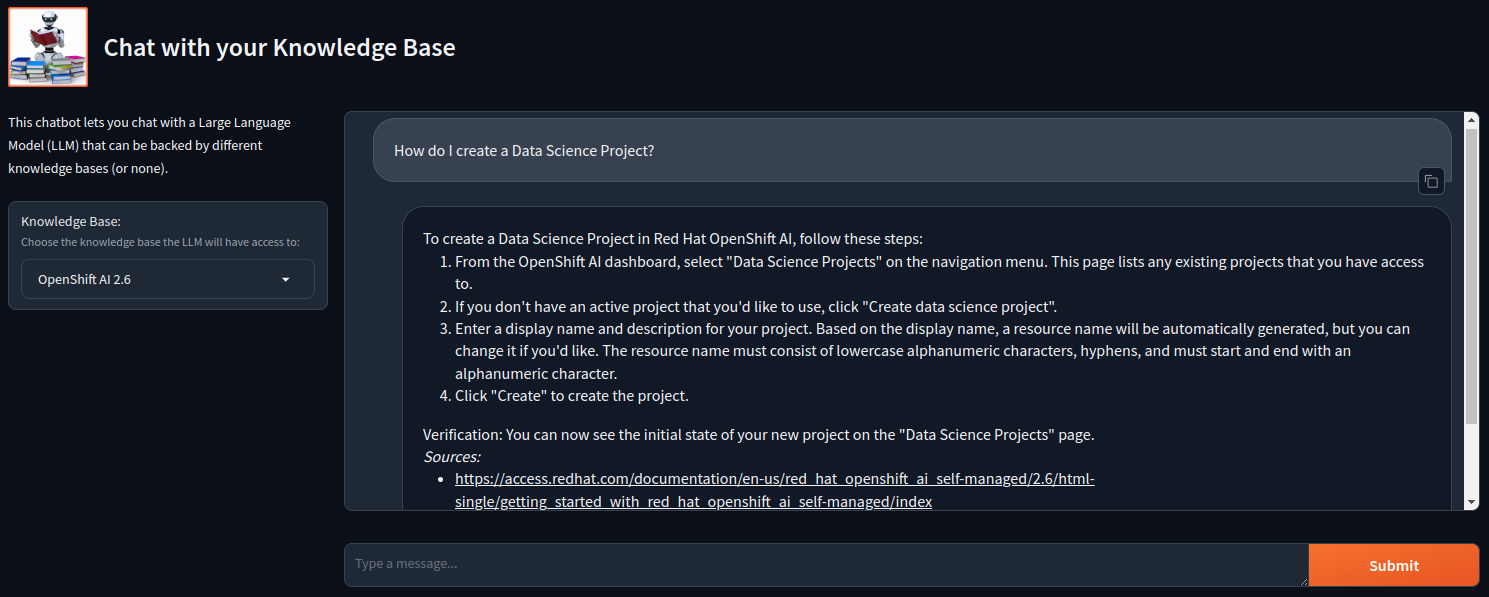 Chat with your Knowledge Base
This chatbot lets you chat with a Large Language
Model (LLM) that can be backed by different
knowledge bases (or none).
Knowledge Base:
Choose the knowledge base the LLM will have access to:
OpenShift AI 2.6
How do I create a Data Science Project?
To create a Data Science Project in Red Hat OpenShift AI, follow these steps:
1. From the OpenShift AI dashboard, select "Data Science Projects" on the navigation menu. This page lists any existing projects that you have access
to.
2. If you don't have an active project that you'd like to use, click "Create data science project".
3. Enter a display name and description for your project. Based on the display name, a resource name will be automatically generated, but you can
change it if you'd like. The resource name must consist of lowercase alphanumeric characters, hyphens, and must start and end with an
alphanumeric character.
4. Click "Create" to create the project.
Verification: You can now see the initial state of your new project on the "Data Science Projects" page.
Sources:
• https://access.redhat.com/documentation/en-us/red_hat_openshift_ai_self-managed/2.6/html-
single/getting_started_with_red_hat_openshift_ai_self-managed/index
Type a message...
Submit